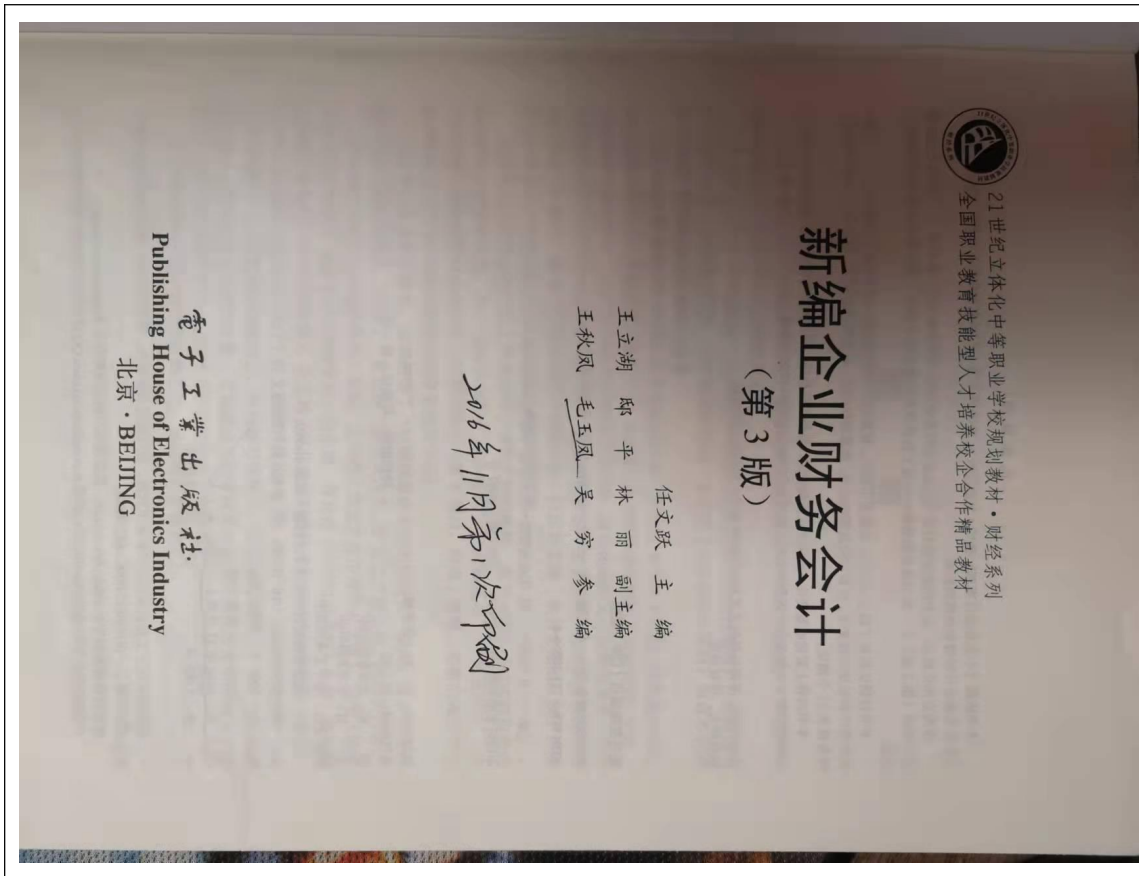 21世纪立体化中等职业学校规划教材·财经系列
全国职业教育技能型人才培养校企合作精品教材
新编企业财务会计
（第3版）
任文跃 主 编
王立湖 邸 平 林 丽 副主编
王秋凤 毛玉凤 吴 穷 参 编
2016年11月第1次印刷
電子工業出版社
Publishing House of Electronics Industry
北京·BEIJING